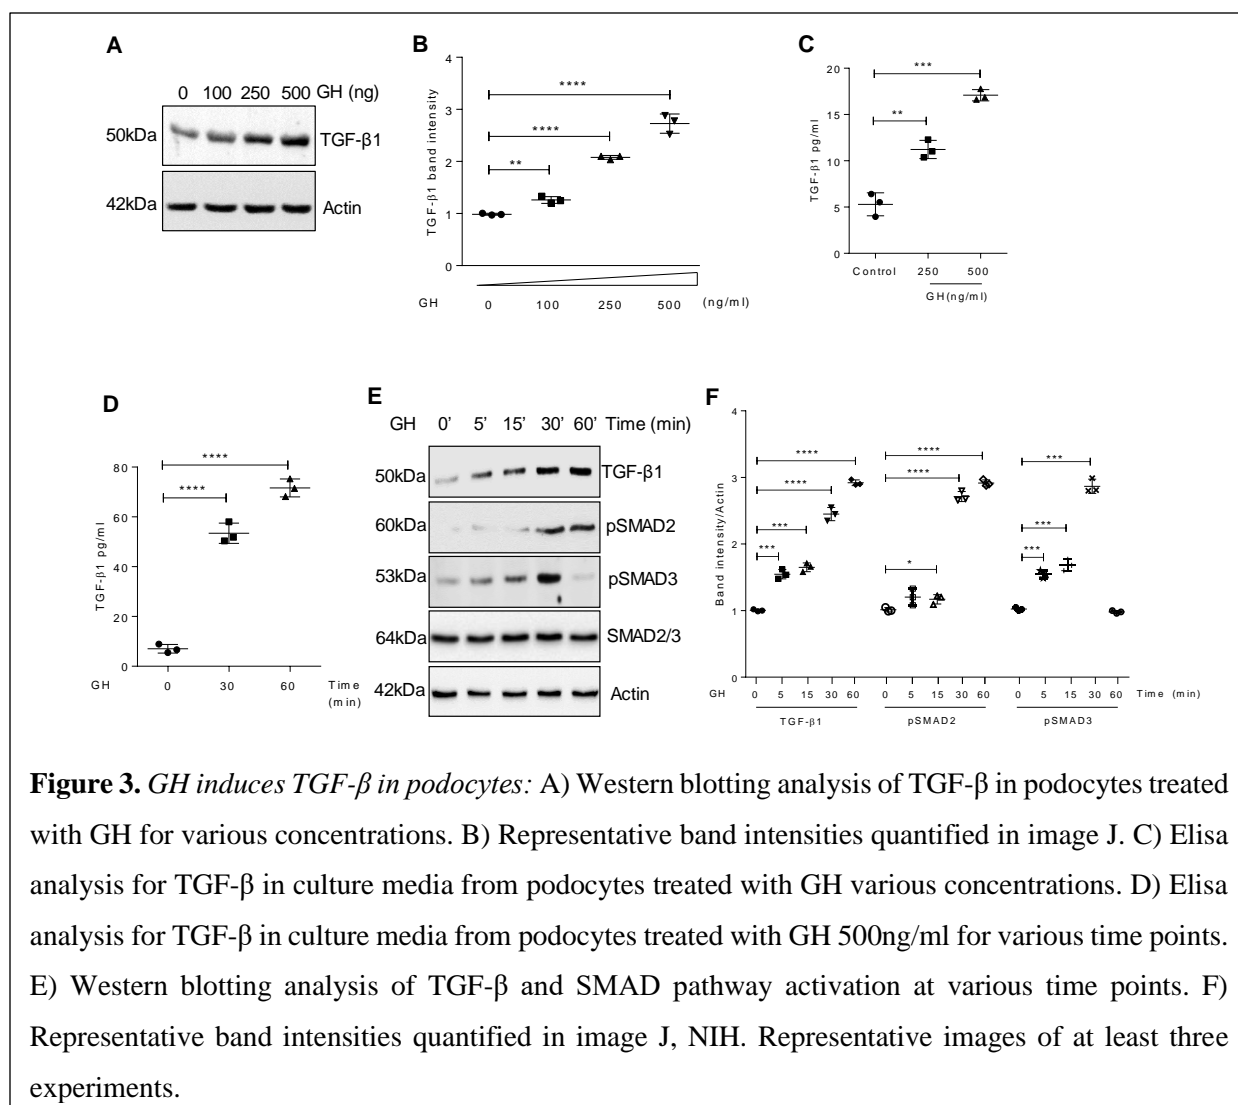 A
0 100 250 500 GH (ng)
50kDa TGF-β1
42kDa Actin
B
TGF-β1 band intensity
4
3
2
1
0
****
****
**
GH 0 100 250 500 (ng/ml)
C
TGF-β1 pg/ml
20
15
10
5
0
***
**
Control 250 500
GH(ng/ml)
D
TGF-β1 pg/ml
80
60
40
20
0
****
****
GH 0 30 60 Time
(min)
E
GH 0’ 5’ 15’ 30’ 60’ Time (min)
50kDa TGF-β1
60kDa pSMAD2
53kDa pSMAD3
64kDa SMAD2/3
42kDa Actin
F
Band intensity/Actin
4
3
2
1
0
**** **** ***
**** ****
*** ***
*** * ***
GH 0 5 15 30 60 0 5 15 30 60 0 5 15 30 60 Time (min)
TGF-β1 pSMAD2 pSMAD3
Figure 3. GH induces TGF-β in podocytes: A) Western blotting analysis of TGF-β in podocytes treated
with GH for various concentrations. B) Representative band intensities quantified in image J. C) Elisa
analysis for TGF-β in culture media from podocytes treated with GH various concentrations. D) Elisa
analysis for TGF-β in culture media from podocytes treated with GH 500ng/ml for various time points.
E) Western blotting analysis of TGF-β and SMAD pathway activation at various time points. F)
Representative band intensities quantified in image J, NIH. Representative images of at least three
experiments.